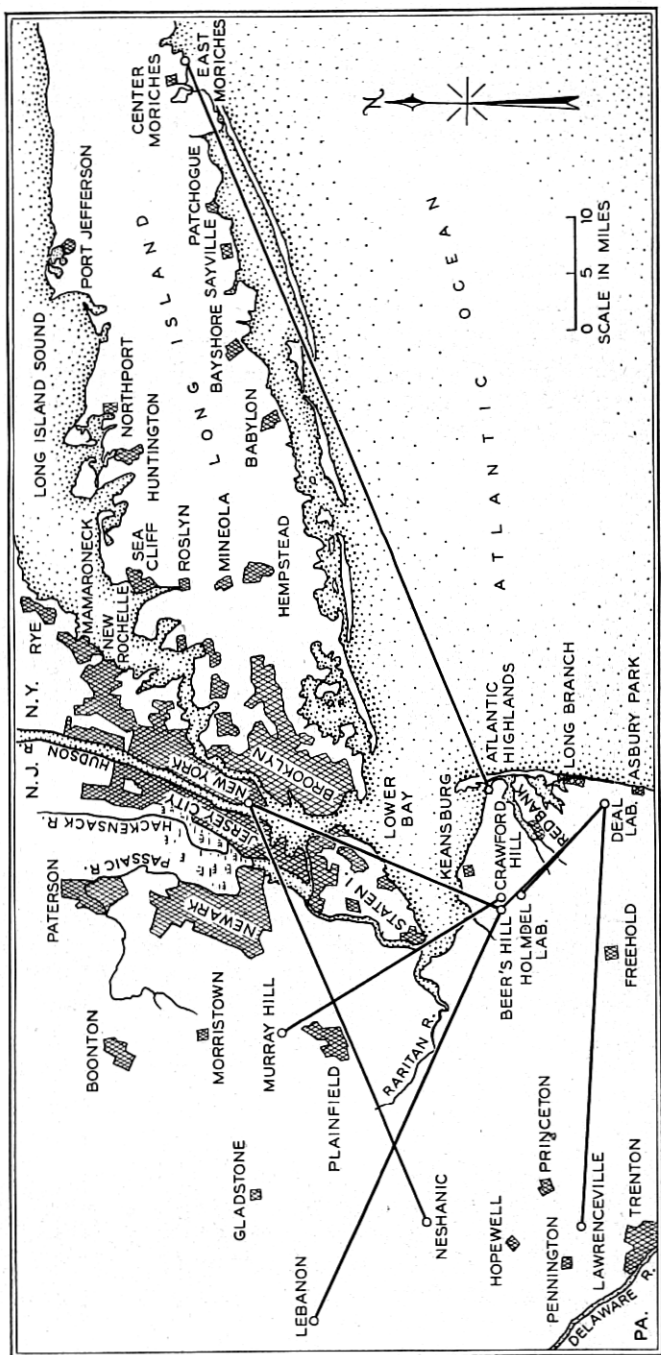 N.J.
N.Y.
HUDSON R.
RYE
MAMARONECK
NEW
ROCHELLE
LONG ISLAND SOUND
PORT JEFFERSON
NORTHPORT
HUNTINGTON
SEA
CLIFF
ROSLYN
MINEOLA
HEMPSTEAD
LONG ISLAND
BABYLON
BAYSHORE
SAYVILLE
PATCHOGUE
CENTER
MORICHES
EAST
MORICHES
PATERSON
PASSAIC R.
HACKENSACK R.
JERSEY CITY
NEW YORK
BROOKLYN
NEWARK
STATEN I.
LOWER
BAY
BOONTON
MORRISTOWN
MURRAY HILL
PLAINFIELD
GLADSTONE
RARITAN R.
LEBANON
NESHANIC
HOPEWELL
PENNINGTON
PRINCETON
LAWRENCEVILLE
TRENTON
DELAWARE R.
PA.
KEANSBURG
CRAWFORD
HILL
BEER'S HILL
HOLMDEL
LAB.
RED BANK
ATLANTIC
HIGHLANDS
LONG BRANCH
ASBURY PARK
DEAL
LAB.
FREEHOLD
ATLANTIC OCEAN
N
0 5 10
SCALE IN MILES